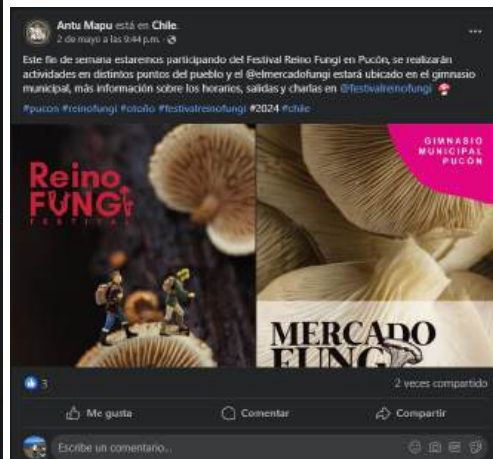 Antu Mapu está en Chile.
2 de mayo a las 9:44 p.m. ·
Este fin de semana estaremos participando del Festival Reino Fungi en Pucón, se realizarán
actividades en distintos puntos del pueblo y el @elmercadofungi estará ubicado en el gimnasio
municipal, más información sobre los horarios, salidas y charlas en @festivalreinofungi
#pucon #reinofungi #otoño #festivalreinofungi #2024 #chile
Reino
FUNGI
FESTIVAL
GIMNASIO
MUNICIPAL
PUCÓN
MERCADO
FUNGI
3
2 veces compartido
Me gusta
Comentar
Compartir
Escribe un comentario...